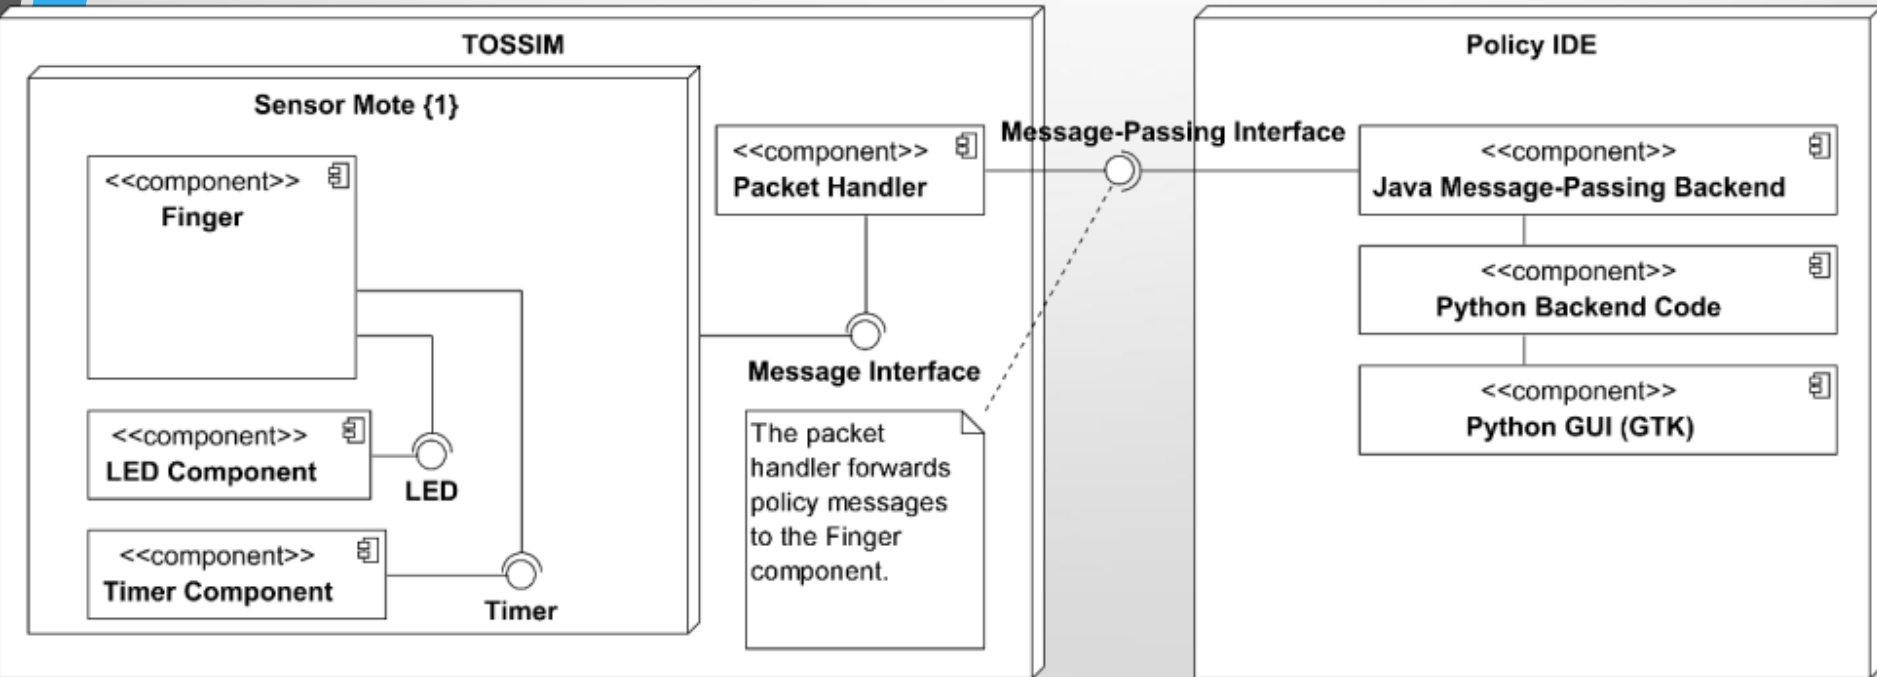 TOSSIM
Sensor Mote {1}
<<component>>
Finger
<<component>>
LED Component
LED
<<component>>
Timer Component
Timer
<<component>>
Packet Handler
Message Interface
The packet
handler forwards
policy messages
to the Finger
component.
Message-Passing Interface
Policy IDE
<<component>>
Java Message-Passing Backend
<<component>>
Python Backend Code
<<component>>
Python GUI (GTK)